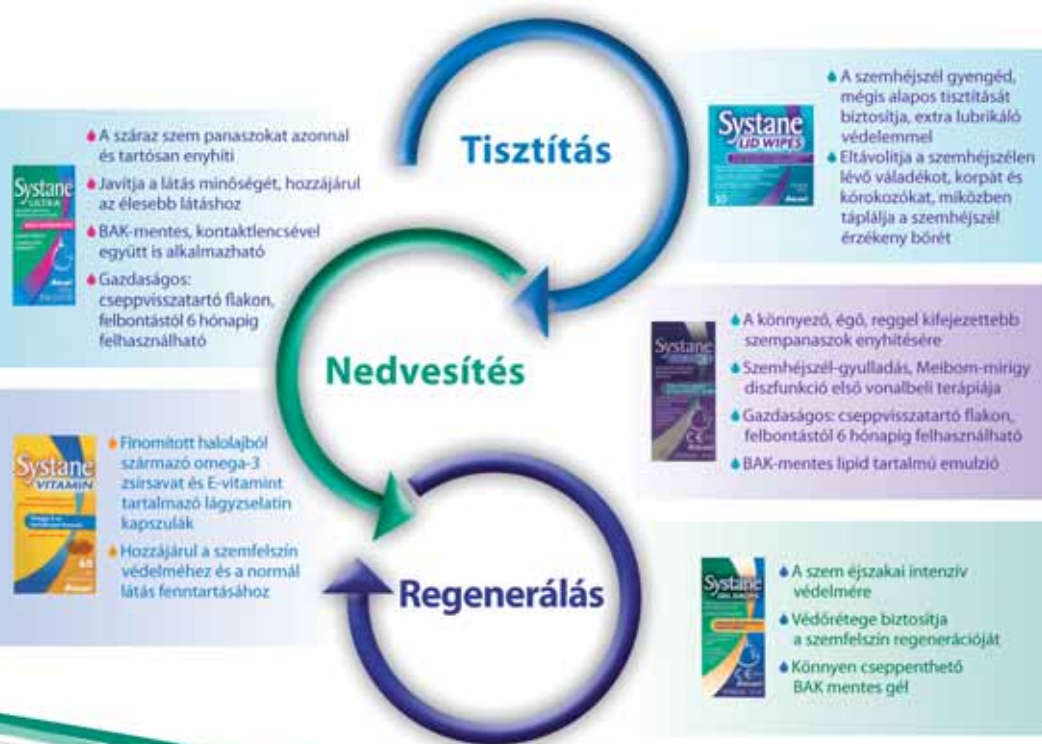 Tisztítás
Nedvesítés
Regenerálás
Systane
ULTRA
A száraz szem panaszokat azonnal
és tartósan enyhíti
Javítja a látás minőségét, hozzájárul
az élesebb látáshoz
BAK-mentes, kontaktlencsével
együtt is alkalmazható
Gazdaságos:
cseppvisszatartó flakon,
felbontástól 6 hónapig
felhasználható
Systane
VITAMIN
Finomított halolajból
származó omega-3
zsírsavat és E-vitamint
tartalmazó lágyzselatin
kapszulák
Hozzájárul a szemfelszín
védelméhez és a normál
látás fenntartásához
Systane
LID WIPES
30
A szemhéjszél gyengéd,
mégis alapos tisztítását
biztosítja, extra lubrikáló
védelemmel
Eltávolítja a szemhéjszélen
lévő váladékot, korpát és
kórokozókat, miközben
táplálja a szemhéjszél
érzékeny bőrét
Systane
A könnyező, égő, reggel kifejezettebb
szempanaszok enyhítésére
Szemhéjszél-gyulladás, Meibom-mirigy
diszfunkció első vonalbeli terápiája
Gazdaságos: cseppvisszatartó flakon,
felbontástól 6 hónapig felhasználható
BAK-mentes lipid tartalmú emulzió
Systane
GEL DROPS
A szem éjszakai intenzív
védelmére
Védőrétege biztosítja
a szemfelszín regenerációját
Könnyen cseppenthető
BAK mentes gél